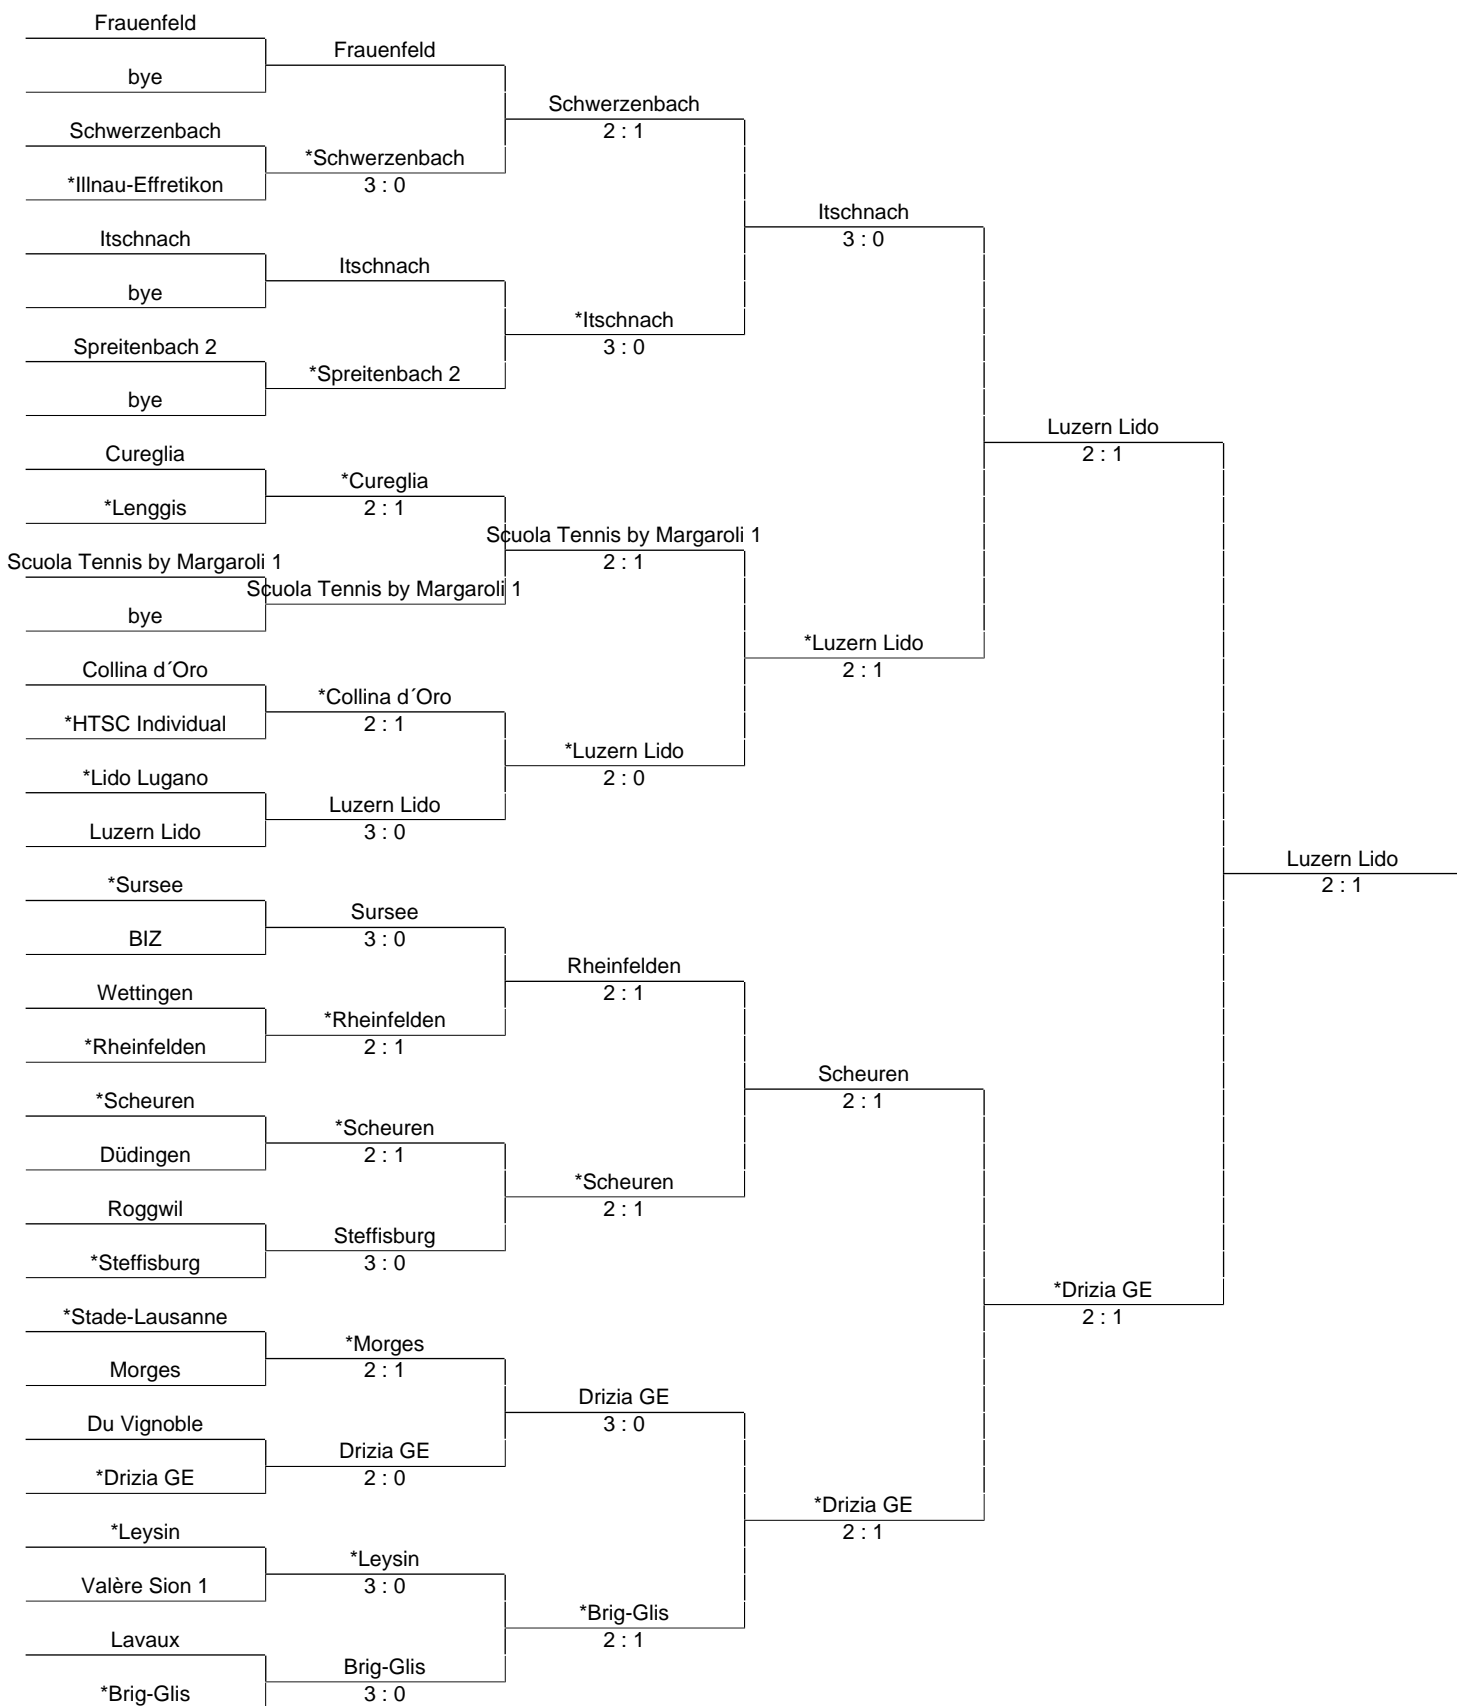 Frauenfeld
bye
Schwerzenbach
*Illnau-Effretikon
Itschnach
bye
Spreitenbach 2
bye
Cureglia
*Lenggis
Scuola Tennis by Margaroli 1
bye
Collina d´Oro
*HTSC Individual
*Lido Lugano
Luzern Lido
*Sursee
BIZ
Wettingen
*Rheinfelden
*Scheuren
Düdingen
Roggwil
*Steffisburg
*Stade-Lausanne
Morges
Du Vignoble
*Drizia GE
*Leysin
Valère Sion 1
Lavaux
*Brig-Glis
Frauenfeld
*Schwerzenbach
3 : 0
Itschnach
*Spreitenbach 2
*Cureglia
2 : 1
Scuola Tennis by Margaroli 1
*Collina d´Oro
2 : 1
Luzern Lido
3 : 0
Sursee
3 : 0
*Rheinfelden
2 : 1
*Scheuren
2 : 1
Steffisburg
3 : 0
*Morges
2 : 1
Drizia GE
2 : 0
*Leysin
3 : 0
Brig-Glis
3 : 0
Schwerzenbach
2 : 1
*Itschnach
3 : 0
Scuola Tennis by Margaroli 1
2 : 1
*Luzern Lido
2 : 0
Rheinfelden
2 : 1
*Scheuren
2 : 1
Drizia GE
3 : 0
*Brig-Glis
2 : 1
Itschnach
3 : 0
*Luzern Lido
2 : 1
Scheuren
2 : 1
*Drizia GE
2 : 1
Luzern Lido
2 : 1
*Drizia GE
2 : 1
Luzern Lido
2 : 1